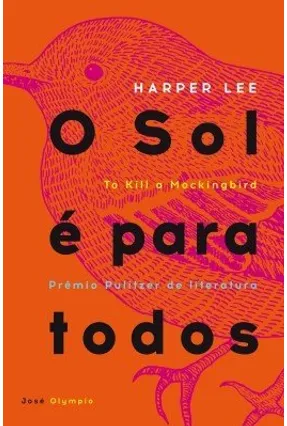 HARPER LEE
O Sol
To Kill a Mockingbird
é para
Prêmio Pulitzer de literatura
todos
José Olympio